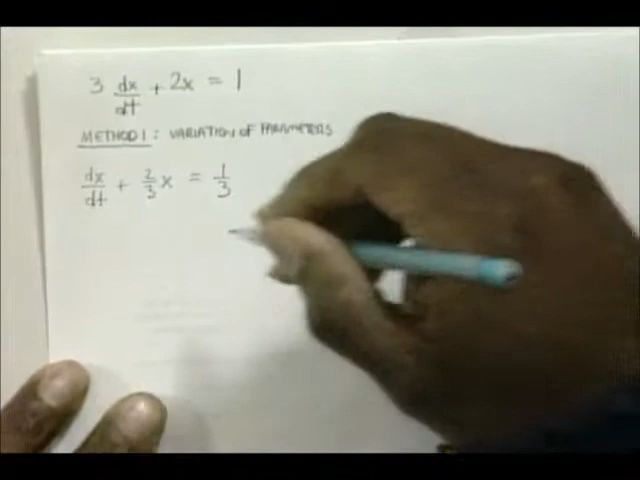 3 dx/dt + 2x = 1
METHOD 1: VARIATION OF PARAMETERS
dx/dt + 2/3 x = 1/3